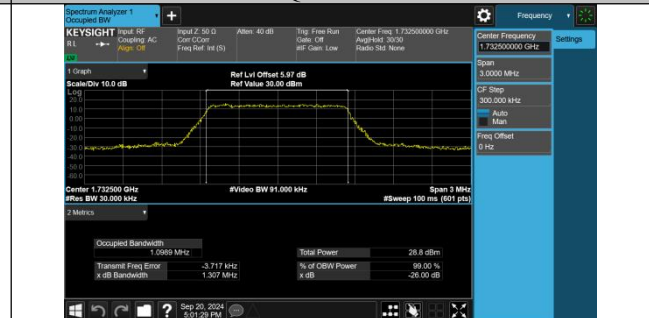 Spectrum Analyzer 1
Occupied BW
+
Frequency
KEYSIGHT
RL
Input: RF
Coupling: AC
Align: Off
Input Z: 50 Ω
Corr CCorr
Freq Ref: Int (S)
Atten: 40 dB
Trig: Free Run
Gate: Off
#IF Gain: Low
Center Freq: 1.732500000 GHz
Avg|Hold: 30/30
Radio Std: None
Center Frequency
1.732500000 GHz
Settings
Span
3.0000 MHz
CF Step
300.000 kHz
Auto
Man
Freq Offset
0 Hz
1 Graph
Scale/Div 10.0 dB
Ref Lvl Offset 5.97 dB
Ref Value 30.00 dBm
Log
20.0
10.0
0.00
-10.0
-20.0
-30.0
-40.0
-50.0
-60.0
Center 1.732500 GHz
#Res BW 30.000 kHz
#Video BW 91.000 kHz
Span 3 MHz
#Sweep 100 ms (601 pts)
2 Metrics
Occupied Bandwidth
1.0989 MHz
Total Power 28.8 dBm
Transmit Freq Error -3.717 kHz
% of OBW Power 99.00 %
x dB Bandwidth 1.307 MHz
x dB -26.00 dB
?
Sep 20, 2024
5:01:29 PM